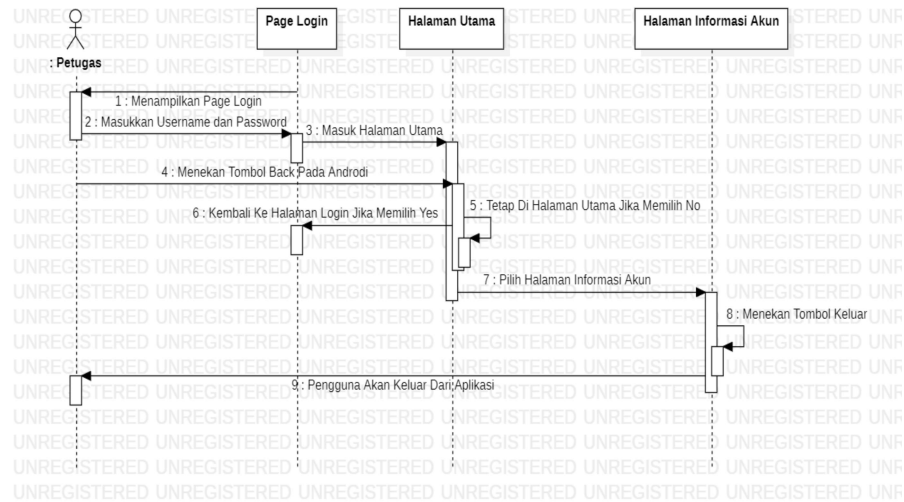 Page Login
Halaman Utama
Halaman Informasi Akun
: Petugas
1 : Menampilkan Page Login
2 : Masukkan Username dan Password
3 : Masuk Halaman Utama
4 : Menekan Tombol Back Pada Androdi
5 : Tetap Di Halaman Utama Jika Memilih No
6 : Kembali Ke Halaman Login Jika Memilih Yes
7 : Pilih Halaman Informasi Akun
8 : Menekan Tombol Keluar
9 : Pengguna Akan Keluar Dari Aplikasi
UNREGISTERED